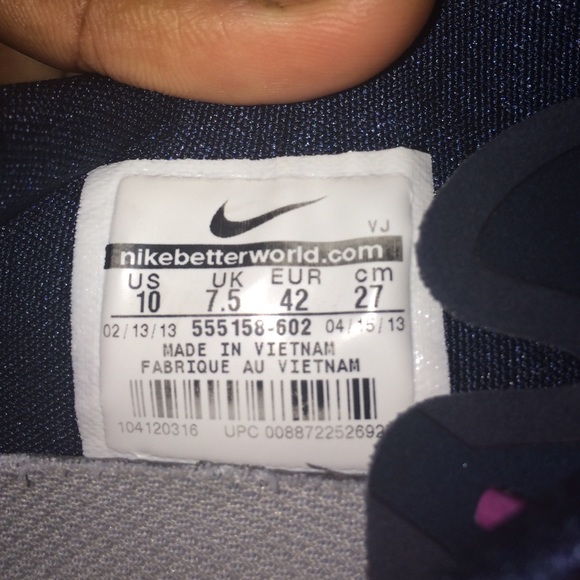 VJ
nikebetterworld.com
US UK EUR cm
10 7.5 42 27
02/13/13 555158-602 04/15/13
MADE IN VIETNAM
FABRIQUE AU VIETNAM
104120316 UPC 00887225269